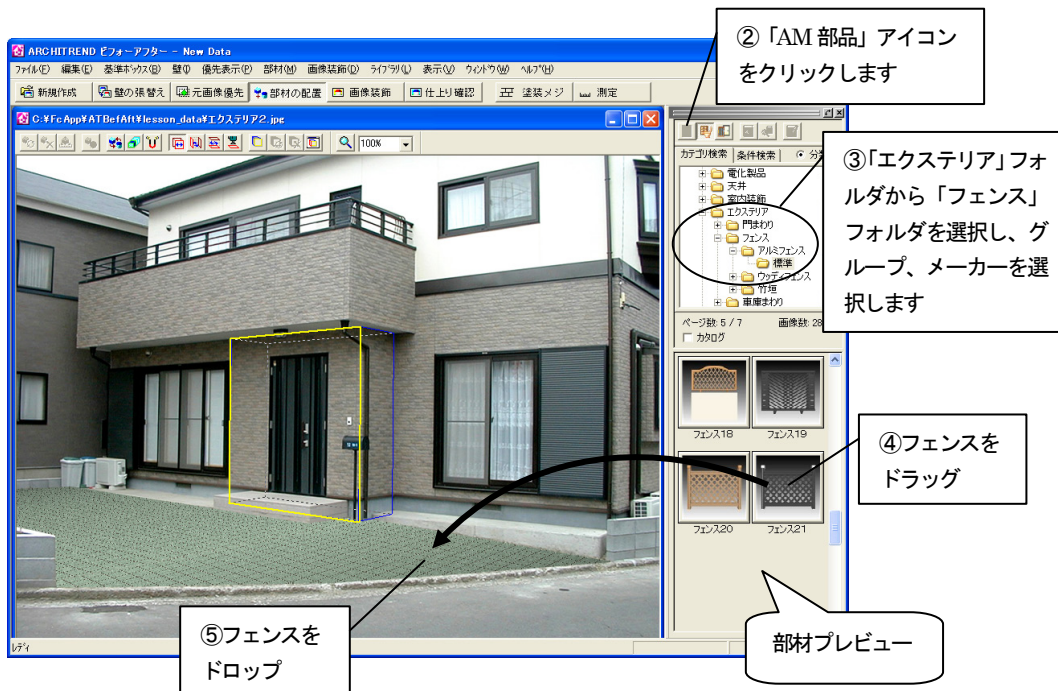 ②「AM 部品」アイコン
をクリックします
ARCHITREND ビフォーアフター - New Data
ファイル(F) 編集(E) 基準ボックス(B) 壁(I) 優先表示(P) 部材(M) 画像装飾(D) ライブラリ(L) 表示(V) ウィンドウ(W) ヘルプ(H)
新規作成 壁の張替え 元画像優先 部材の配置 画像装飾 仕上り確認 塗装メジ 測定
C:¥FcApp¥ATBefAft¥lesson_data¥エクステリア2.jpg
100%
カテゴリ検索 条件検索
電化製品
天井
室内装飾
エクステリア
門まわり
フェンス
アルミフェンス
標準
ウッディフェンス
竹垣
車庫まわり
③「エクステリア」フォ
ルダから「フェンス」
フォルダを選択し、グ
ループ、メーカーを選
択します
ページ数: 5 / 7 画像数: 28
カタログ
フェンス18 フェンス19
フェンス20 フェンス21
④フェンスを
ドラッグ
⑤フェンスを
ドロップ
部材プレビュー
レディ